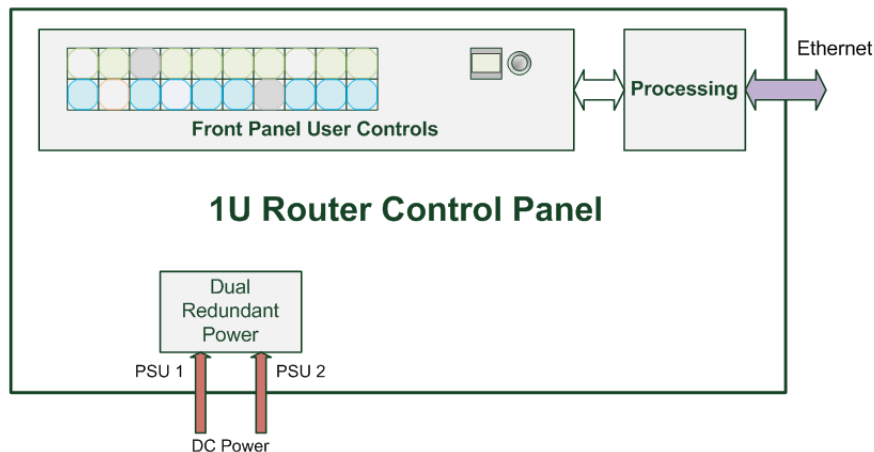 Ethernet
Processing
Front Panel User Controls
1U Router Control Panel
Dual
Redundant
Power
PSU 1
PSU 2
DC Power